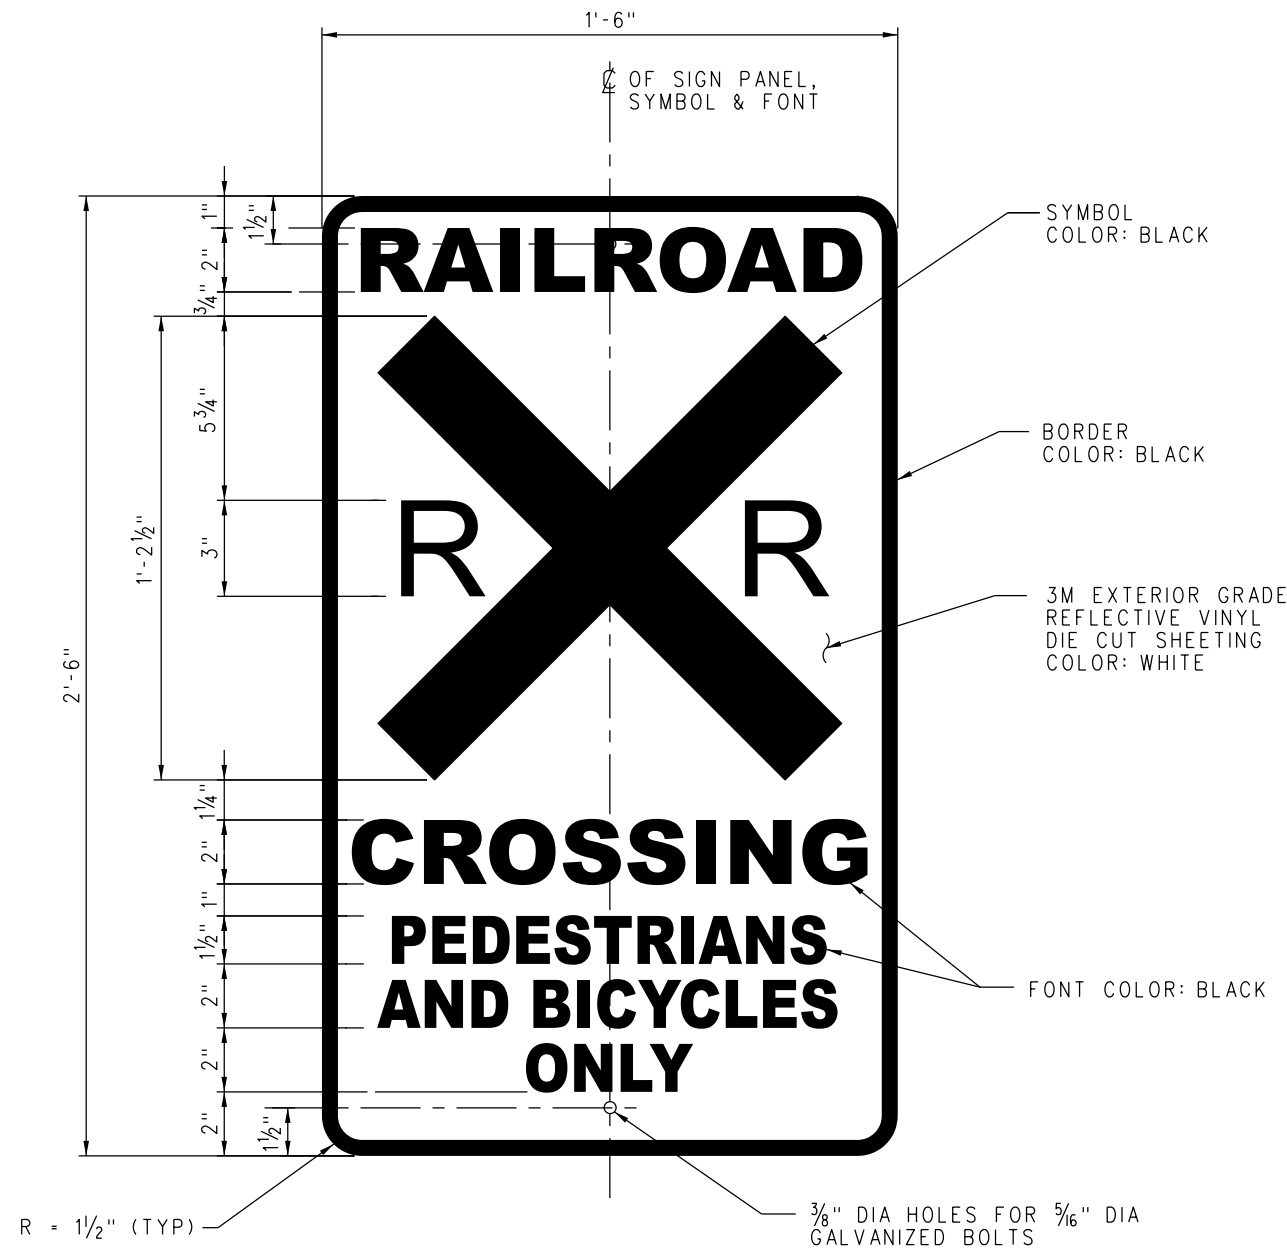 1'-6"
℄ OF SIGN PANEL,
SYMBOL & FONT
1"
1½"
2"
¾"
5¾"
3"
1'-2½"
2'-6"
1¼"
2"
1"
1½"
2"
2"
2"
1½"
RAILROAD
R R
CROSSING
PEDESTRIANS
AND BICYCLES
ONLY
SYMBOL
COLOR: BLACK
BORDER
COLOR: BLACK
3M EXTERIOR GRADE
REFLECTIVE VINYL
DIE CUT SHEETING
COLOR: WHITE
FONT COLOR: BLACK
R = 1½" (TYP)
⅜" DIA HOLES FOR 5/16" DIA
GALVANIZED BOLTS